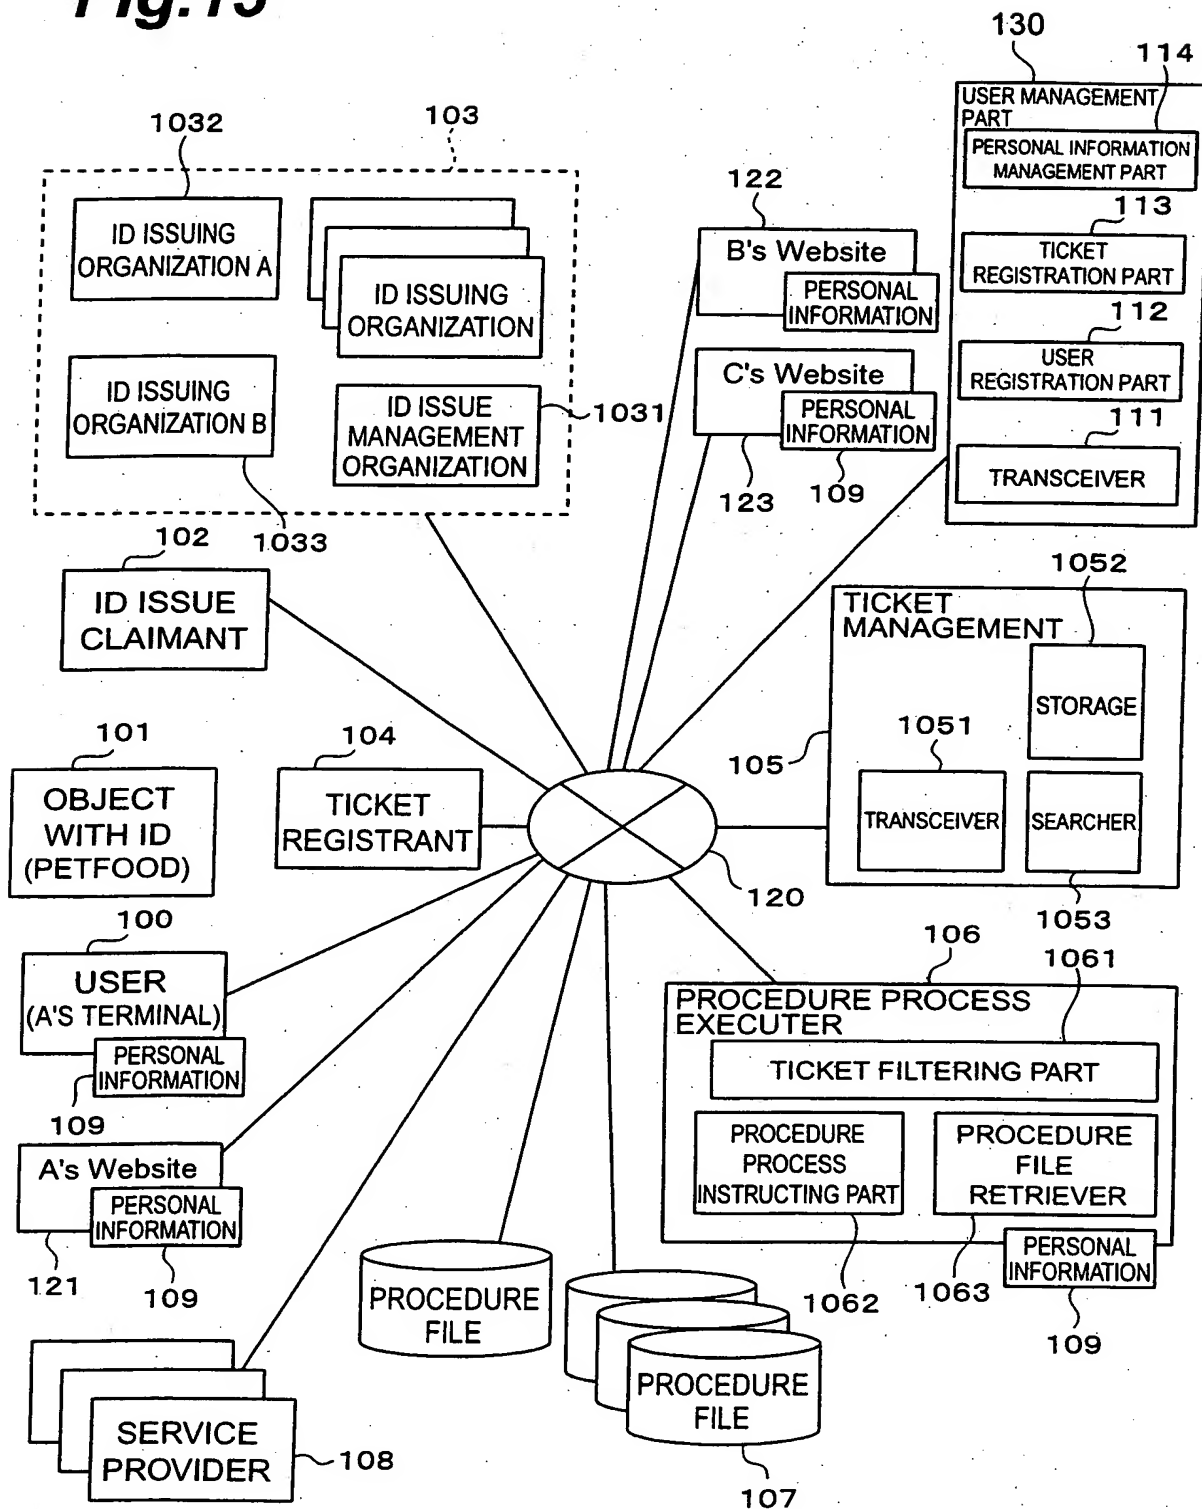 Fig.15
130
114
USER MANAGEMENT
PART
PERSONAL INFORMATION
MANAGEMENT PART
113
TICKET
REGISTRATION PART
112
USER
REGISTRATION PART
111
TRANSCEIVER
103
1032
ID ISSUING
ORGANIZATION A
ID ISSUING
ORGANIZATION
ID ISSUING
ORGANIZATION B
ID ISSUE
MANAGEMENT
ORGANIZATION
1031
1033
122
B's Website
PERSONAL
INFORMATION
C's Website
PERSONAL
INFORMATION
123
109
102
ID ISSUE
CLAIMANT
1052
TICKET
MANAGEMENT
STORAGE
1051
105
TRANSCEIVER
SEARCHER
1053
101
OBJECT
WITH ID
(PETFOOD)
104
TICKET
REGISTRANT
120
100
USER
(A'S TERMINAL)
PERSONAL
INFORMATION
109
106
1061
PROCEDURE PROCESS
EXECUTER
TICKET FILTERING PART
PROCEDURE
PROCESS
INSTRUCTING PART
PROCEDURE
FILE
RETRIEVER
1062
1063
PERSONAL
INFORMATION
109
A's Website
PERSONAL
INFORMATION
121
109
PROCEDURE
FILE
PROCEDURE
FILE
107
SERVICE
PROVIDER
108